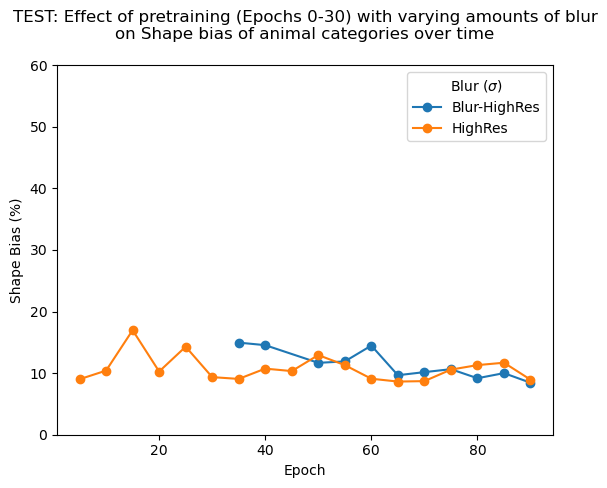 TEST: Effect of pretraining (Epochs 0-30) with varying amounts of blur
on Shape bias of animal categories over time
60
50
40
30
20
10
0
Shape Bias (%)
Blur (σ)
Blur-HighRes
HighRes
20
40
60
80
Epoch